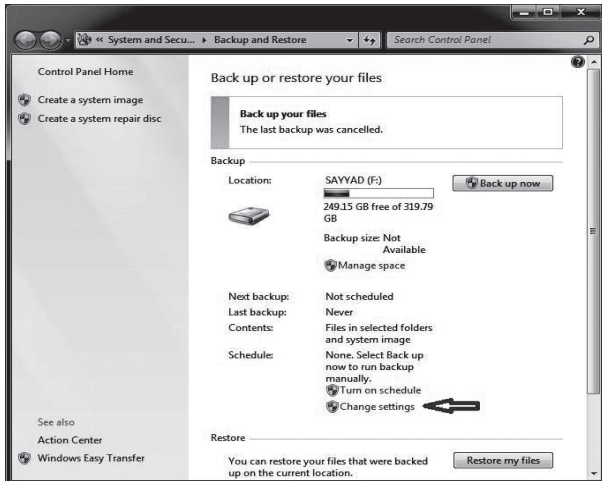 « System and Secu... ▸ Backup and Restore
Search Control Panel
Control Panel Home
Create a system image
Create a system repair disc
Back up or restore your files
Back up your files
The last backup was cancelled.
Backup
Location:
SAYYAD (F:)
Back up now
249.15 GB free of 319.79
GB
Backup size: Not
Available
Manage space
Next backup: Not scheduled
Last backup: Never
Contents: Files in selected folders
and system image
Schedule: None. Select Back up
now to run backup
manually.
Turn on schedule
Change settings
See also
Action Center
Windows Easy Transfer
Restore
You can restore your files that were backed
up on the current location.
Restore my files